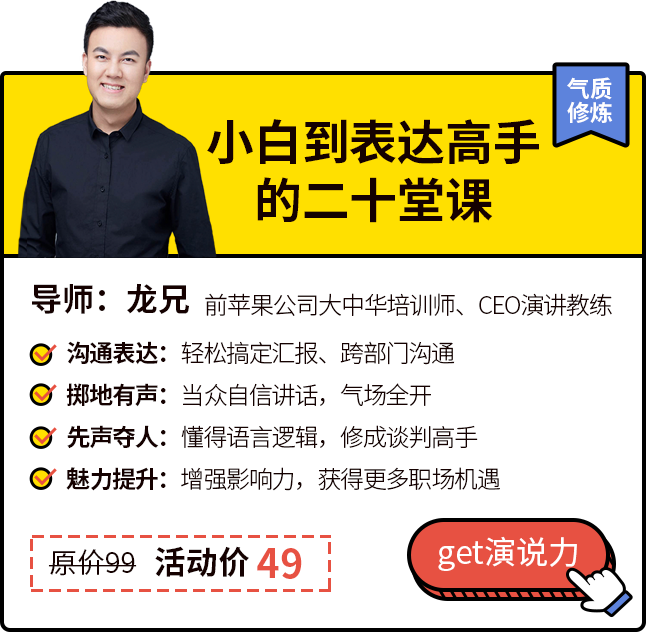 气质
修炼
小白到表达高手
的二十堂课
导师：龙兄 前苹果公司大中华培训师、CEO演讲教练
沟通表达：轻松搞定汇报、跨部门沟通
掷地有声：当众自信讲话，气场全开
先声夺人：懂得语言逻辑，修成谈判高手
魅力提升：增强影响力，获得更多职场机遇
原价99 活动价 49
get演说力